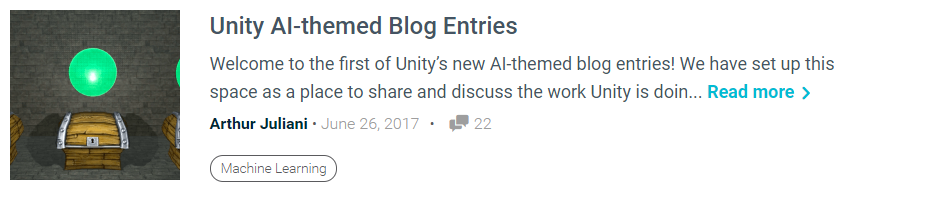 Unity AI-themed Blog Entries
Welcome to the first of Unity’s new AI-themed blog entries! We have set up this
space as a place to share and discuss the work Unity is doin... Read more >
Arthur Juliani • June 26, 2017 • 22
Machine Learning